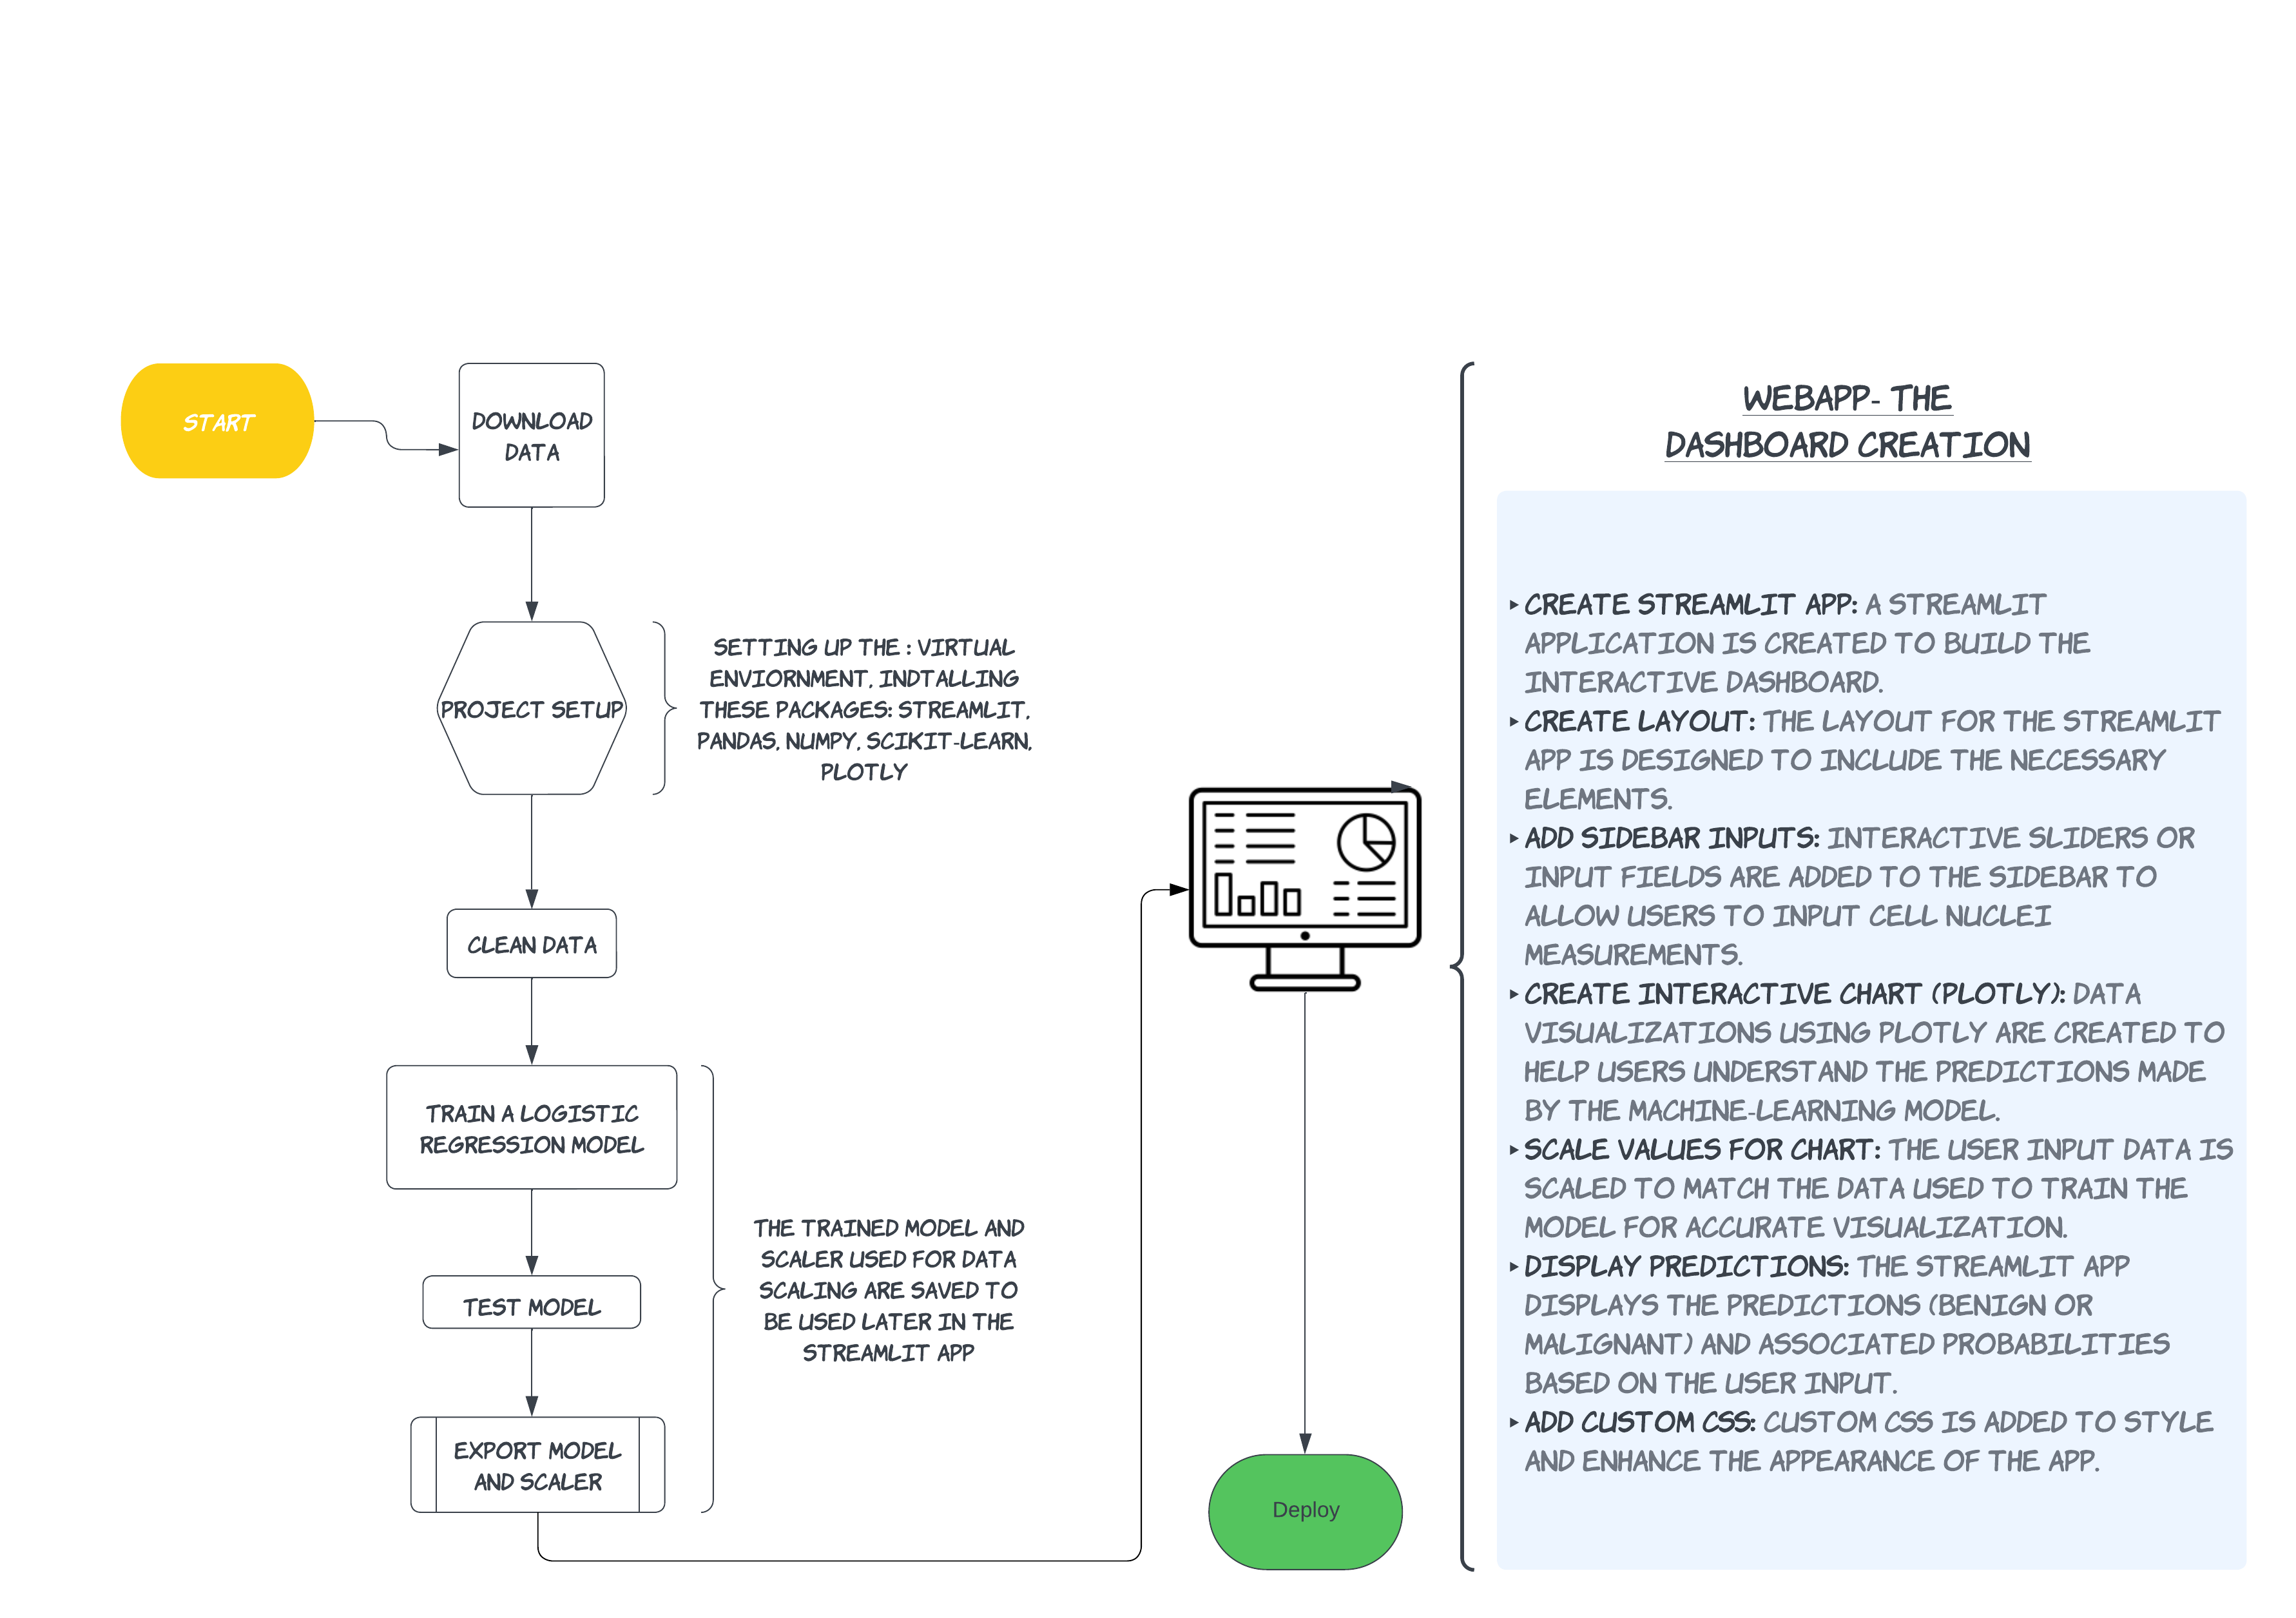 START
DOWNLOAD
DATA
PROJECT SETUP
SETTING UP THE : VIRTUAL
ENVIORNMENT, INDTALLING
THESE PACKAGES: STREAMLIT,
PANDAS, NUMPY, SCIKIT-LEARN,
PLOTLY
CLEAN DATA
TRAIN A LOGISTIC
REGRESSION MODEL
TEST MODEL
EXPORT MODEL
AND SCALER
THE TRAINED MODEL AND
SCALER USED FOR DATA
SCALING ARE SAVED TO
BE USED LATER IN THE
STREAMLIT APP
Deploy
WEBAPP- THE
DASHBOARD CREATION
CREATE STREAMLIT APP: A STREAMLIT
APPLICATION IS CREATED TO BUILD THE
INTERACTIVE DASHBOARD.
CREATE LAYOUT: THE LAYOUT FOR THE STREAMLIT
APP IS DESIGNED TO INCLUDE THE NECESSARY
ELEMENTS.
ADD SIDEBAR INPUTS: INTERACTIVE SLIDERS OR
INPUT FIELDS ARE ADDED TO THE SIDEBAR TO
ALLOW USERS TO INPUT CELL NUCLEI
MEASUREMENTS.
CREATE INTERACTIVE CHART (PLOTLY): DATA
VISUALIZATIONS USING PLOTLY ARE CREATED TO
HELP USERS UNDERSTAND THE PREDICTIONS MADE
BY THE MACHINE-LEARNING MODEL.
SCALE VALUES FOR CHART: THE USER INPUT DATA IS
SCALED TO MATCH THE DATA USED TO TRAIN THE
MODEL FOR ACCURATE VISUALIZATION.
DISPLAY PREDICTIONS: THE STREAMLIT APP
DISPLAYS THE PREDICTIONS (BENIGN OR
MALIGNANT) AND ASSOCIATED PROBABILITIES
BASED ON THE USER INPUT.
ADD CUSTOM CSS: CUSTOM CSS IS ADDED TO STYLE
AND ENHANCE THE APPEARANCE OF THE APP.